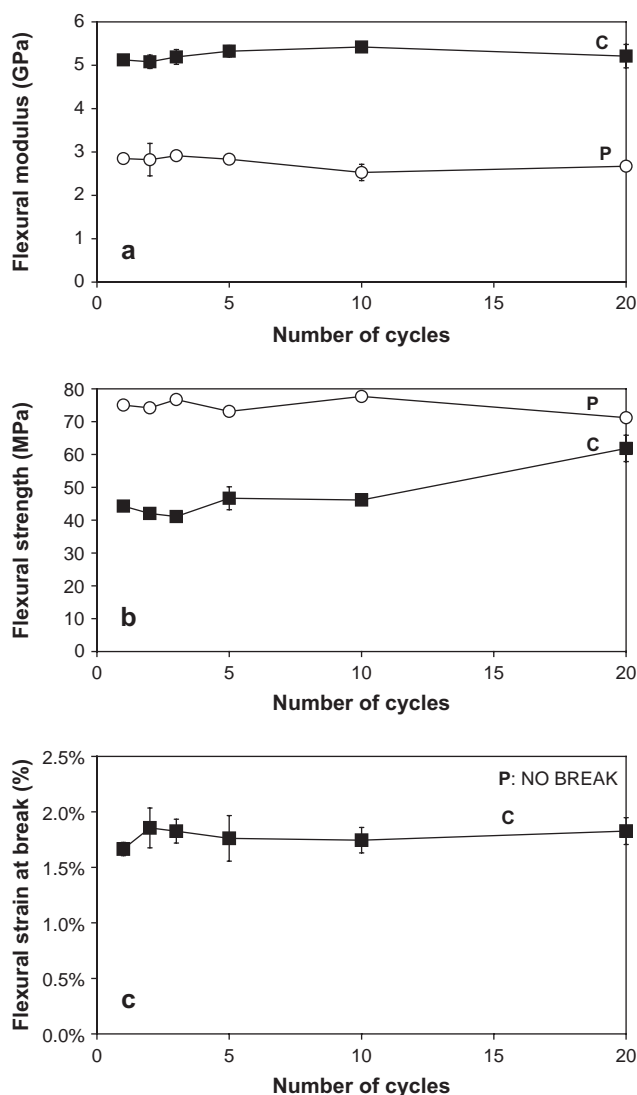 6
5
4
3
2
1
0
Flexural modulus (GPa)
C
P
a
0 5 10 15 20
Number of cycles
80
70
60
50
40
30
20
10
0
Flexural strength (MPa)
P
C
b
0 5 10 15 20
Number of cycles
2.5%
2.0%
1.5%
1.0%
0.5%
0.0%
Flexural strain at break (%)
P: NO BREAK
C
c
0 5 10 15 20
Number of cycles